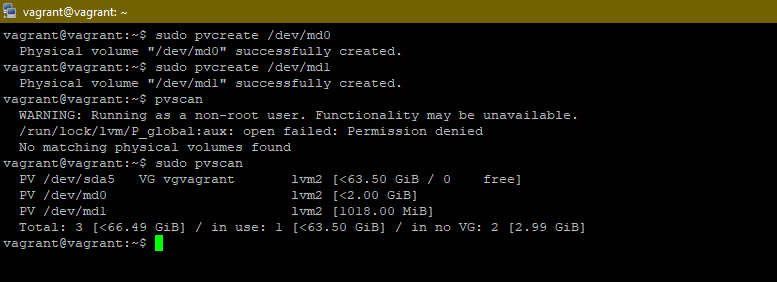 vagrant@vagrant: ~
vagrant@vagrant:~$ sudo pvcreate /dev/md0
  Physical volume "/dev/md0" successfully created.
vagrant@vagrant:~$ sudo pvcreate /dev/md1
  Physical volume "/dev/md1" successfully created.
vagrant@vagrant:~$ pvscan
  WARNING: Running as a non-root user. Functionality may be unavailable.
  /run/lock/lvm/P_global:aux: open failed: Permission denied
  No matching physical volumes found
vagrant@vagrant:~$ sudo pvscan
  PV /dev/sda5   VG vgvagrant       lvm2 [<63.50 GiB / 0    free]
  PV /dev/md0                       lvm2 [<2.00 GiB]
  PV /dev/md1                       lvm2 [1018.00 MiB]
  Total: 3 [<66.49 GiB] / in use: 1 [<63.50 GiB] / in no VG: 2 [2.99 GiB]
vagrant@vagrant:~$